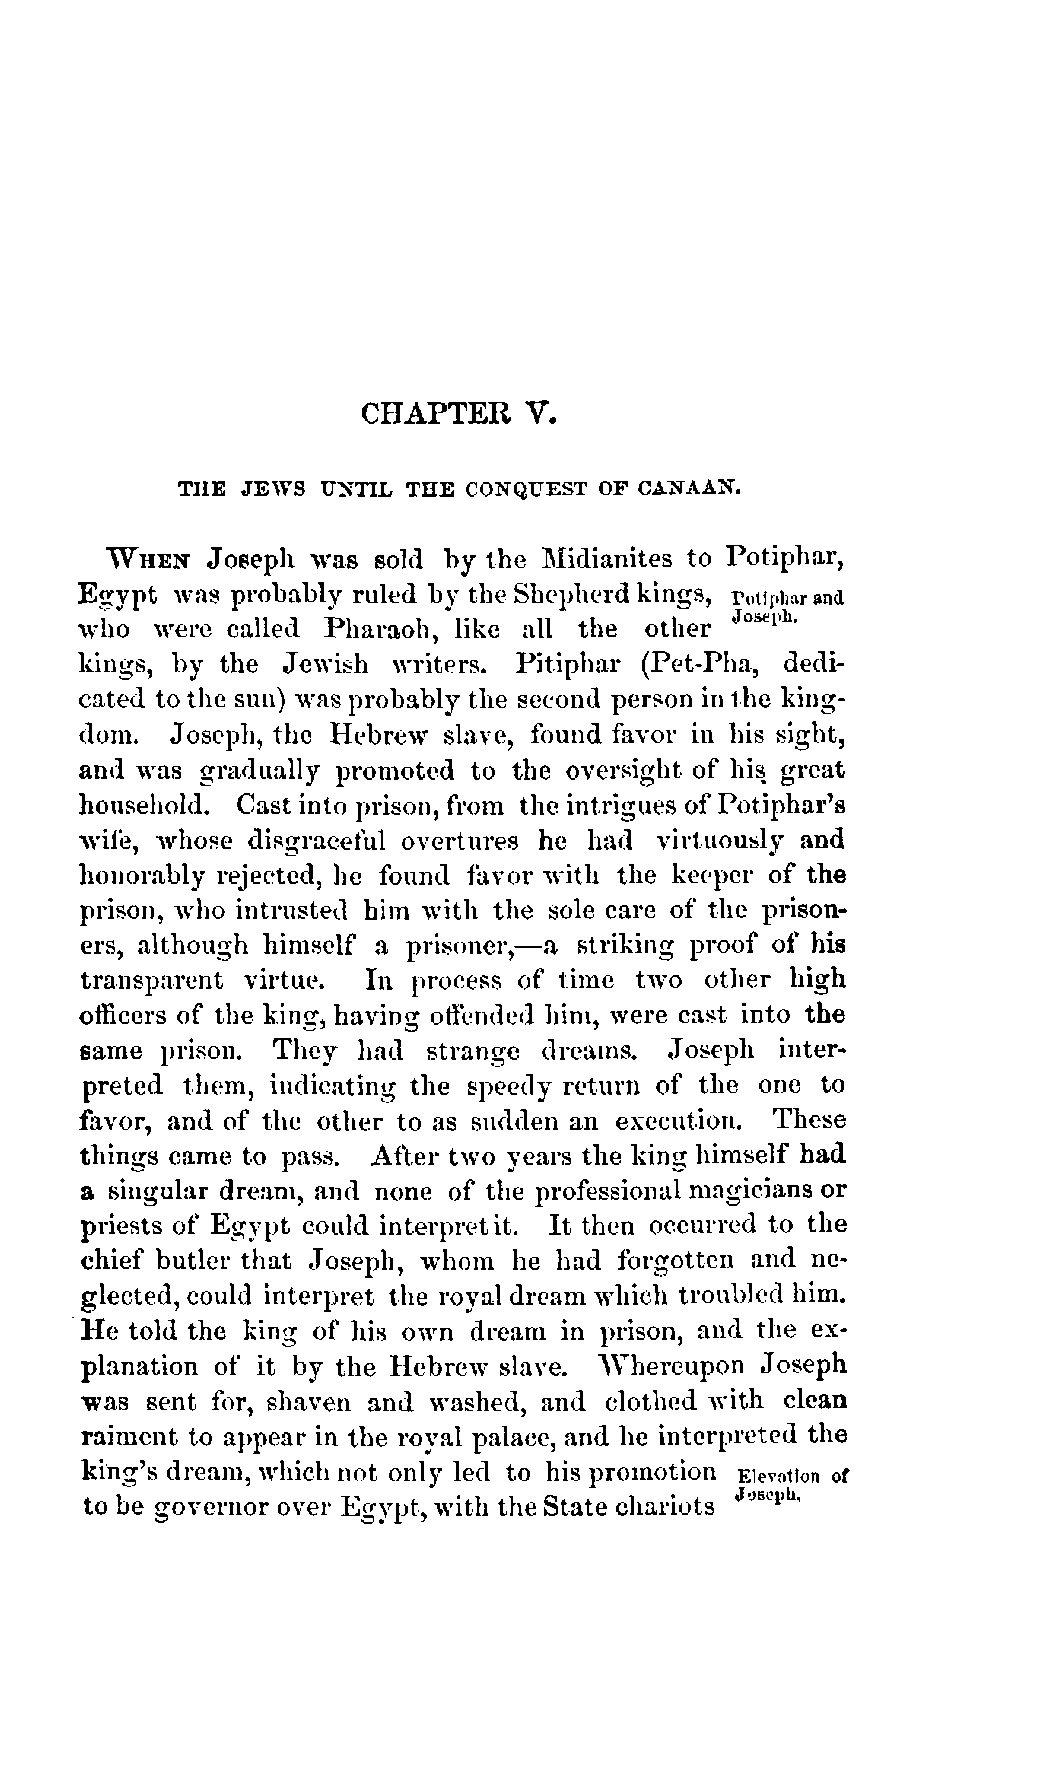 CHAPTER V.
THE JEWS UNTIL THE CONQUEST OF CANAAN.
WHEN Joseph was sold by the Midianites to Potiphar,
Egypt was probably ruled by the Shepherd kings,
Potiphar and
Joseph.
who were called Pharaoh, like all the other
kings, by the Jewish writers. Pitiphar (Pet-Pha, dedi-
cated to the sun) was probably the second person in the king-
dom. Joseph, the Hebrew slave, found favor in his sight,
and was gradually promoted to the oversight of his great
household. Cast into prison, from the intrigues of Potiphar's
wife, whose disgraceful overtures he had virtuously and
honorably rejected, he found favor with the keeper of the
prison, who intrusted him with the sole care of the prison-
ers, although himself a prisoner,—a striking proof of his
transparent virtue. In process of time two other high
officers of the king, having offended him, were cast into the
same prison. They had strange dreams. Joseph inter-
preted them, indicating the speedy return of the one to
favor, and of the other to as sudden an execution. These
things came to pass. After two years the king himself had
a singular dream, and none of the professional magicians or
priests of Egypt could interpret it. It then occurred to the
chief butler that Joseph, whom he had forgotten and ne-
glected, could interpret the royal dream which troubled him.
He told the king of his own dream in prison, and the ex-
planation of it by the Hebrew slave. Whereupon Joseph
was sent for, shaven and washed, and clothed with clean
raiment to appear in the royal palace, and he interpreted the
king's dream, which not only led to his promotion
Elevation of
Joseph.
to be governor over Egypt, with the State chariots